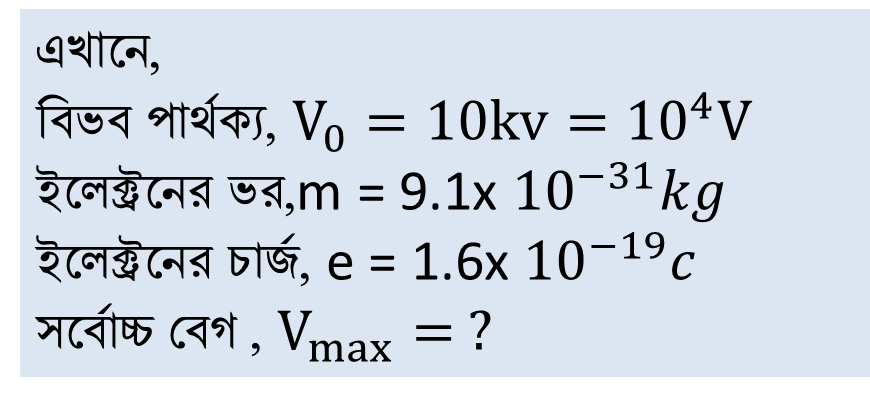 এখানে,
বিভব পার্থক্য, V₀ = 10kv = 10⁴V
ইলেক্ট্রনের ভর,m = 9.1x 10⁻³¹kg
ইলেক্ট্রনের চার্জ, e = 1.6x 10⁻¹⁹c
সর্বোচ্চ বেগ , Vmax = ?